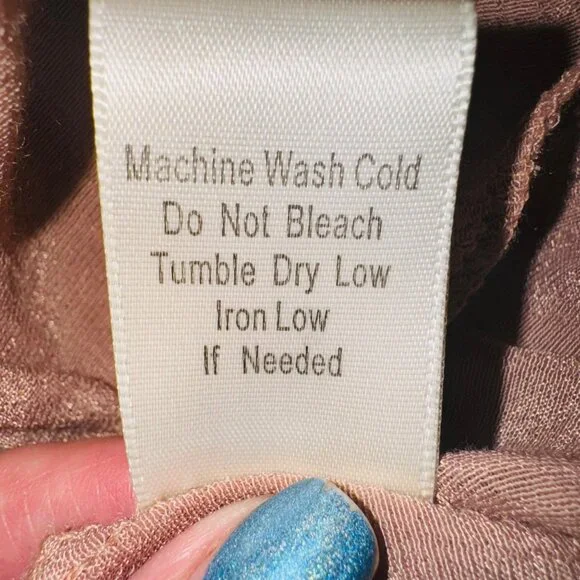 Machine Wash Cold
Do Not Bleach
Tumble Dry Low
Iron Low
If Needed